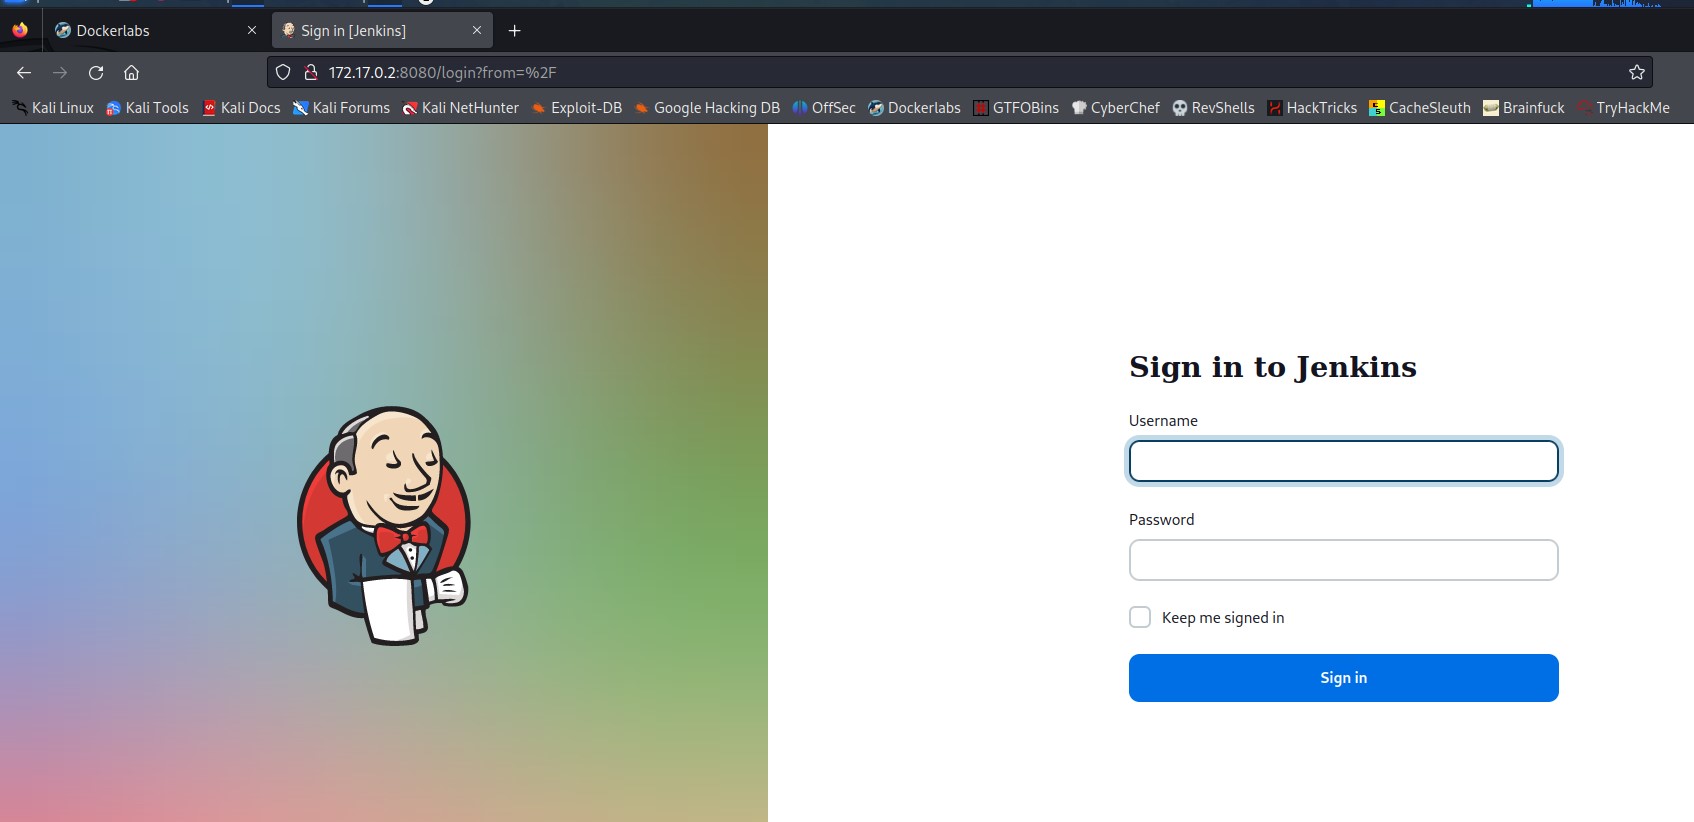 Dockerlabs
Sign in [Jenkins]
172.17.0.2:8080/login?from=%2F
Kali Linux Kali Tools Kali Docs Kali Forums Kali NetHunter Exploit-DB Google Hacking DB OffSec Dockerlabs GTFOBins CyberChef RevShells HackTricks CacheSleuth Brainfuck TryHackMe
Sign in to Jenkins
Username
Password
Keep me signed in
Sign in